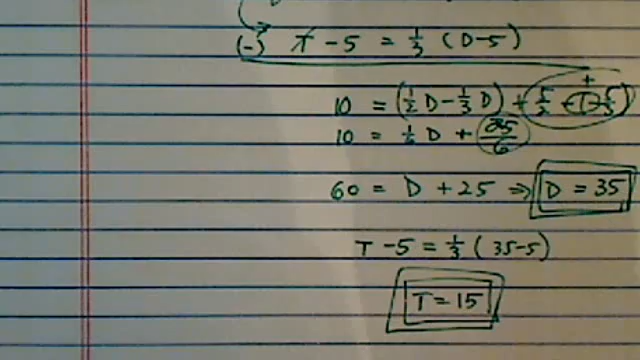 (-) T - 5 = 1/3 (D - 5)
10 = (1/2 D - 1/3 D) + 5/2 - (-5/3)
10 = 1/6 D + 25/6
60 = D + 25 ⇒ D = 35
T - 5 = 1/3 (35 - 5)
T = 15